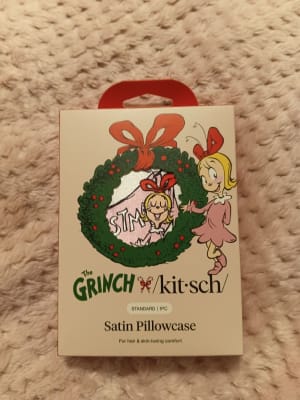 The
GRINCH /kit·sch/
STANDARD | 1PC
Satin Pillowcase
For hair & skin-loving comfort